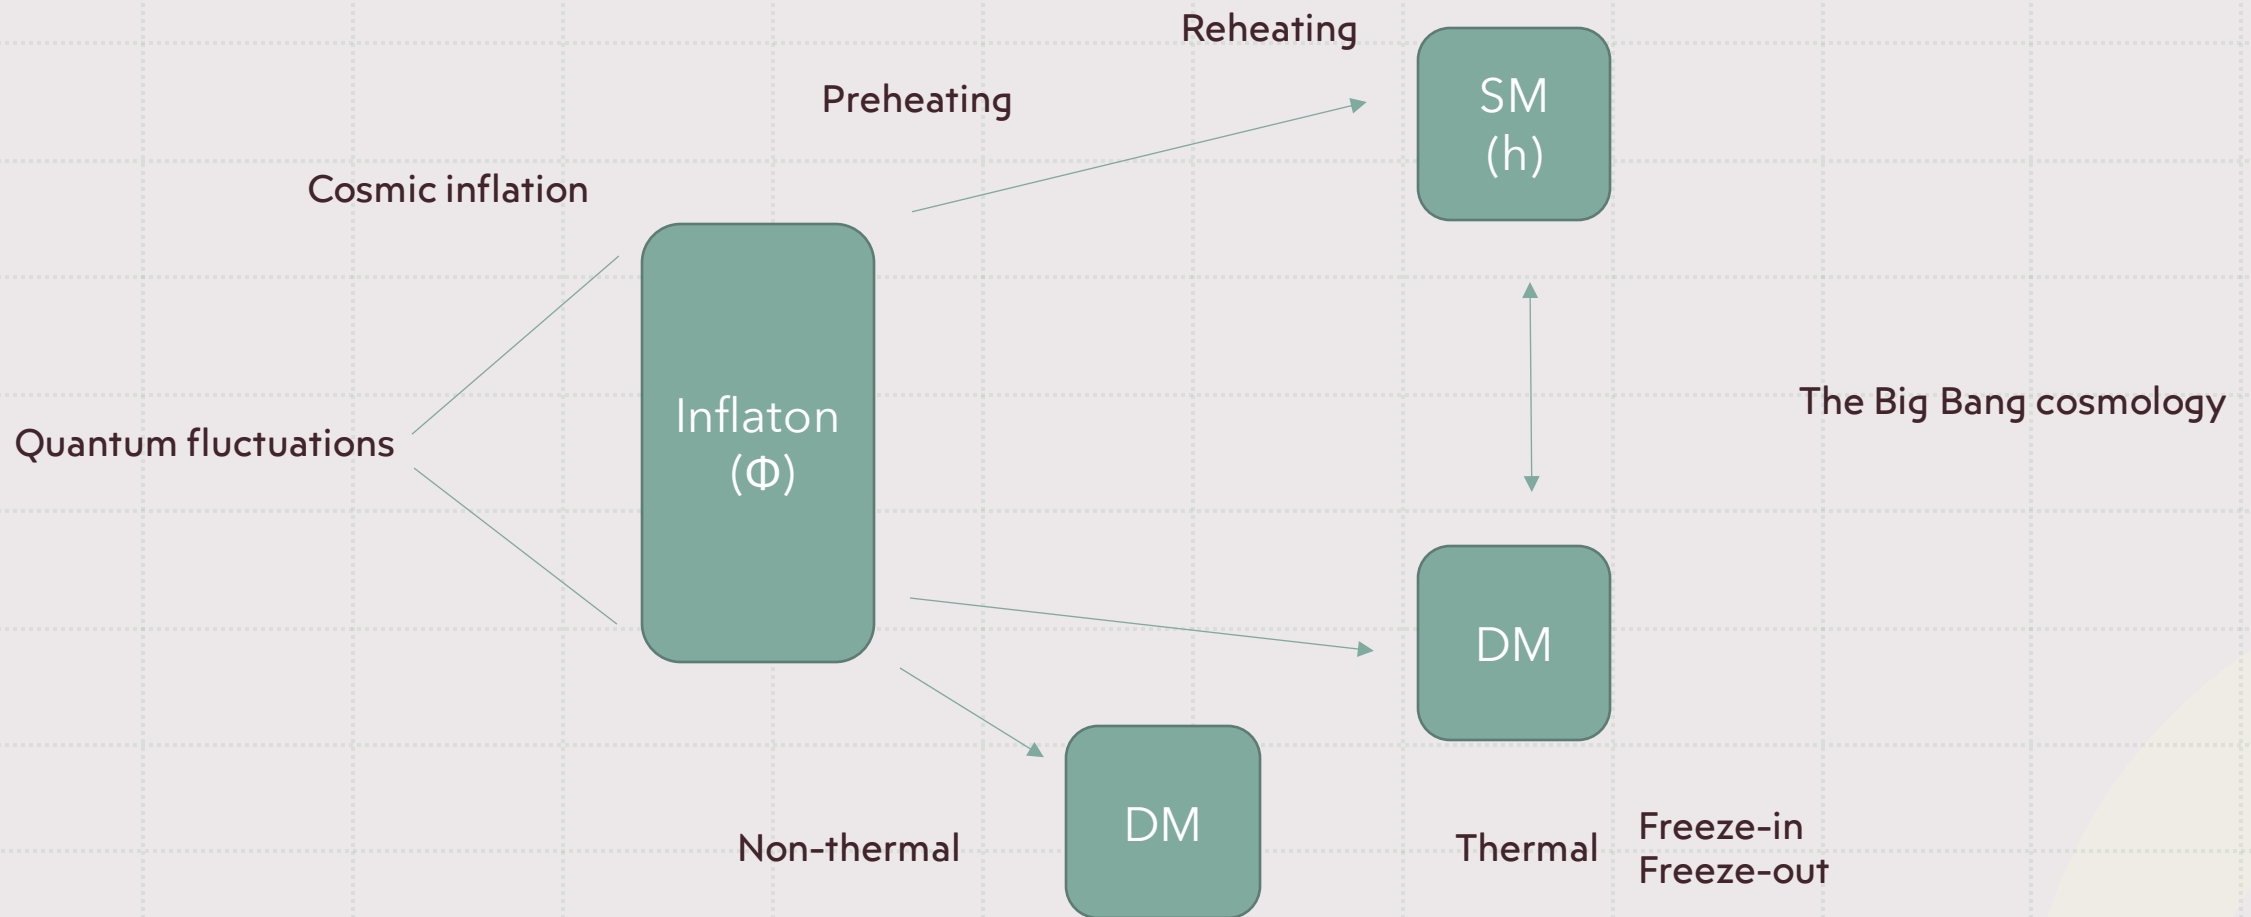 Reheating
Preheating
SM
(h)
Cosmic inflation
Inflaton
(Φ)
Quantum fluctuations
The Big Bang cosmology
DM
DM
Non-thermal
Thermal
Freeze-in
Freeze-out